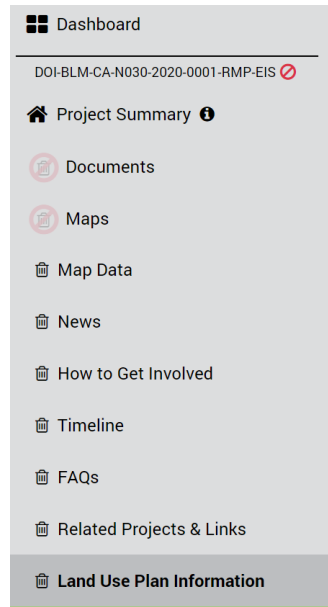 Dashboard
DOI-BLM-CA-N030-2020-0001-RMP-EIS
Project Summary
Documents
Maps
Map Data
News
How to Get Involved
Timeline
FAQs
Related Projects & Links
Land Use Plan Information